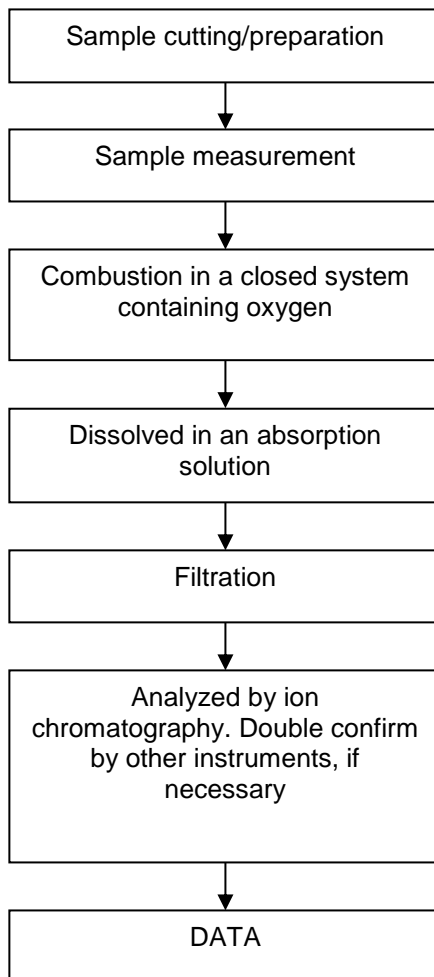 Sample cutting/preparation
Sample measurement
Combustion in a closed system
containing oxygen
Dissolved in an absorption
solution
Filtration
Analyzed by ion
chromatography. Double confirm
by other instruments, if
necessary
DATA